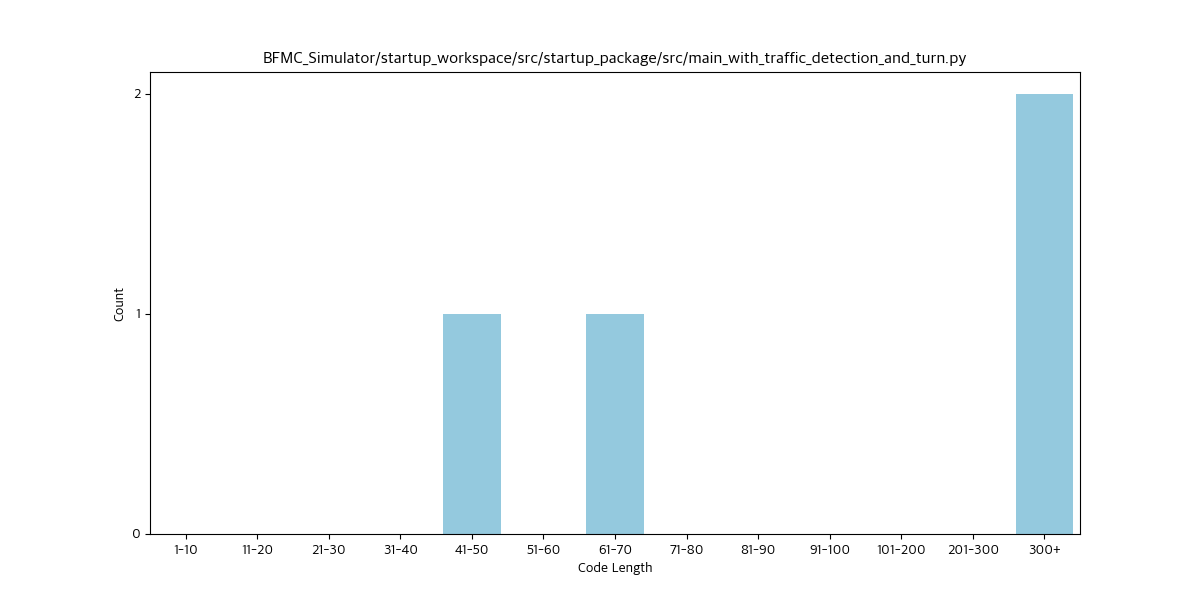 BFMC_Simulator/startup_workspace/src/startup_package/src/main_with_traffic_detection_and_turn.py
Count
2
1
0
1-10 11-20 21-30 31-40 41-50 51-60 61-70 71-80 81-90 91-100 101-200 201-300 300+
Code Length